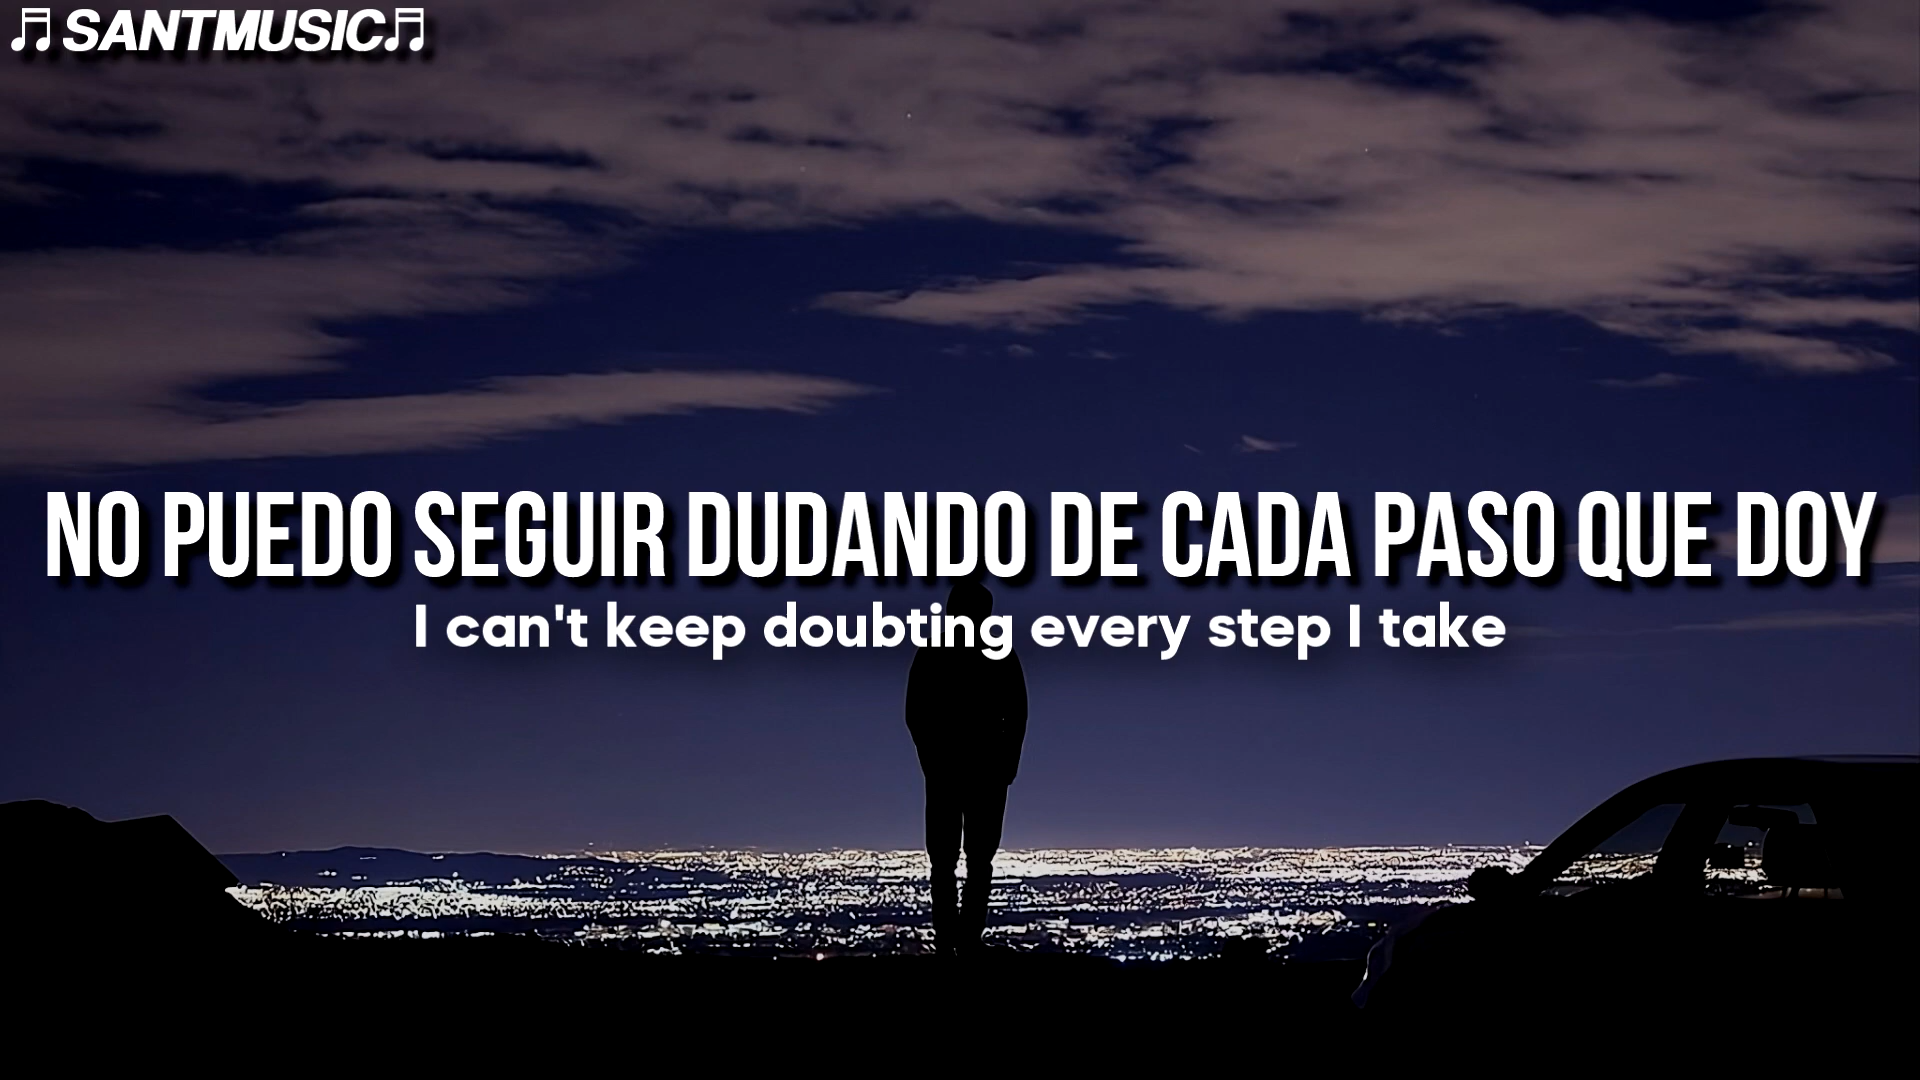 ♬SANTMUSIC♬
NO PUEDO SEGUIR DUDANDO DE CADA PASO QUE DOY
I can't keep doubting every step I take